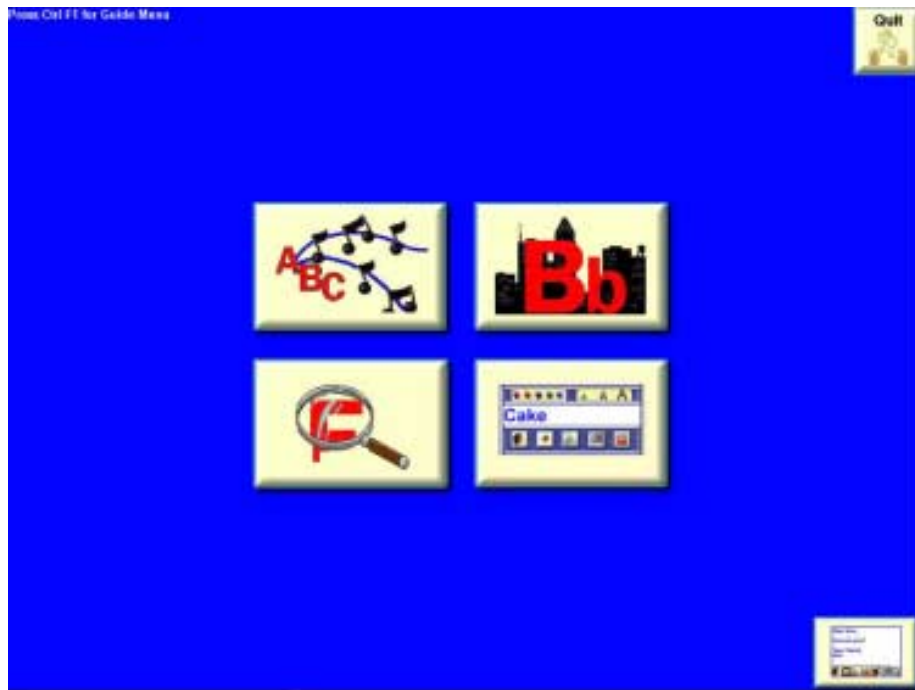 Press Ctrl F1 for Guide Menu
Quit
ABC
Bb
F
A A A
Cake